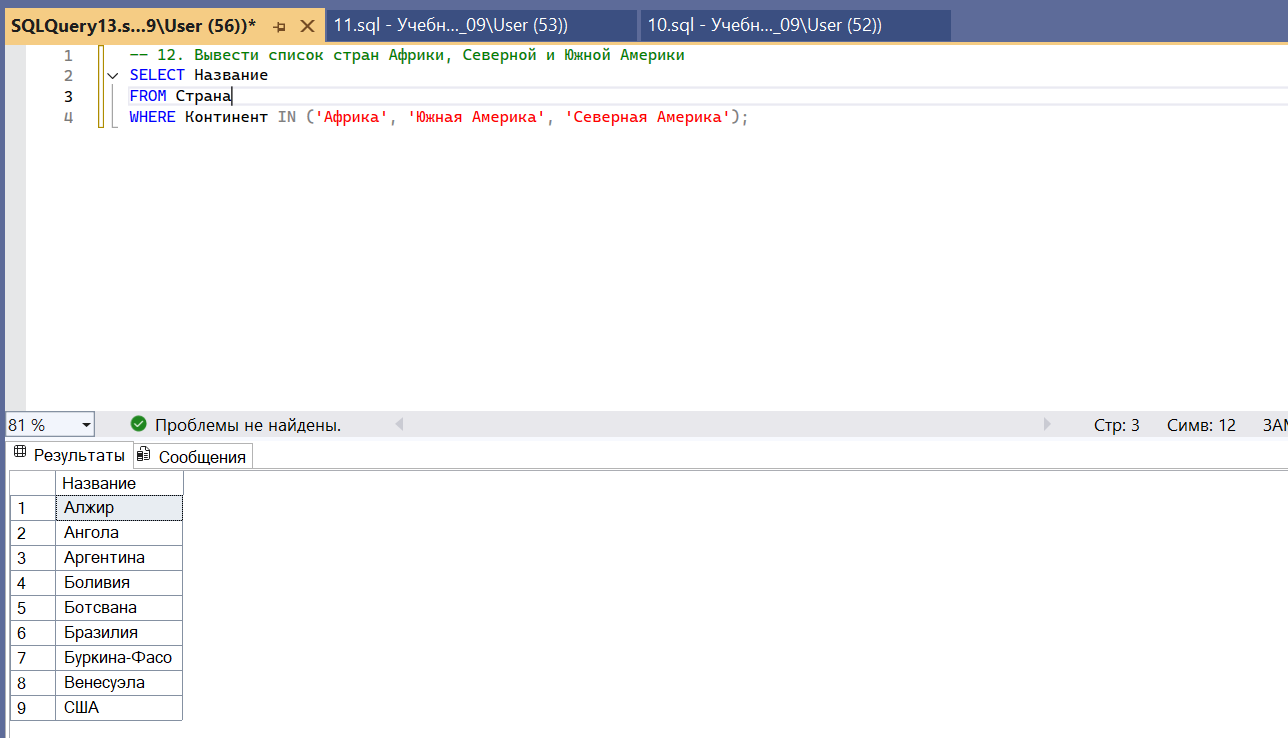 SQLQuery13.s...9\User (56))* 11.sql - Учебн..._09\User (53)) 10.sql - Учебн..._09\User (52))
1 -- 12. Вывести список стран Африки, Северной и Южной Америки
2 SELECT Название
3 FROM Страна
4 WHERE Континент IN ('Африка', 'Южная Америка', 'Северная Америка');
81 % Проблемы не найдены. Стр: 3 Симв: 12
Результаты Сообщения
Название
1 Алжир
2 Ангола
3 Аргентина
4 Боливия
5 Ботсвана
6 Бразилия
7 Буркина-Фасо
8 Венесуэла
9 США